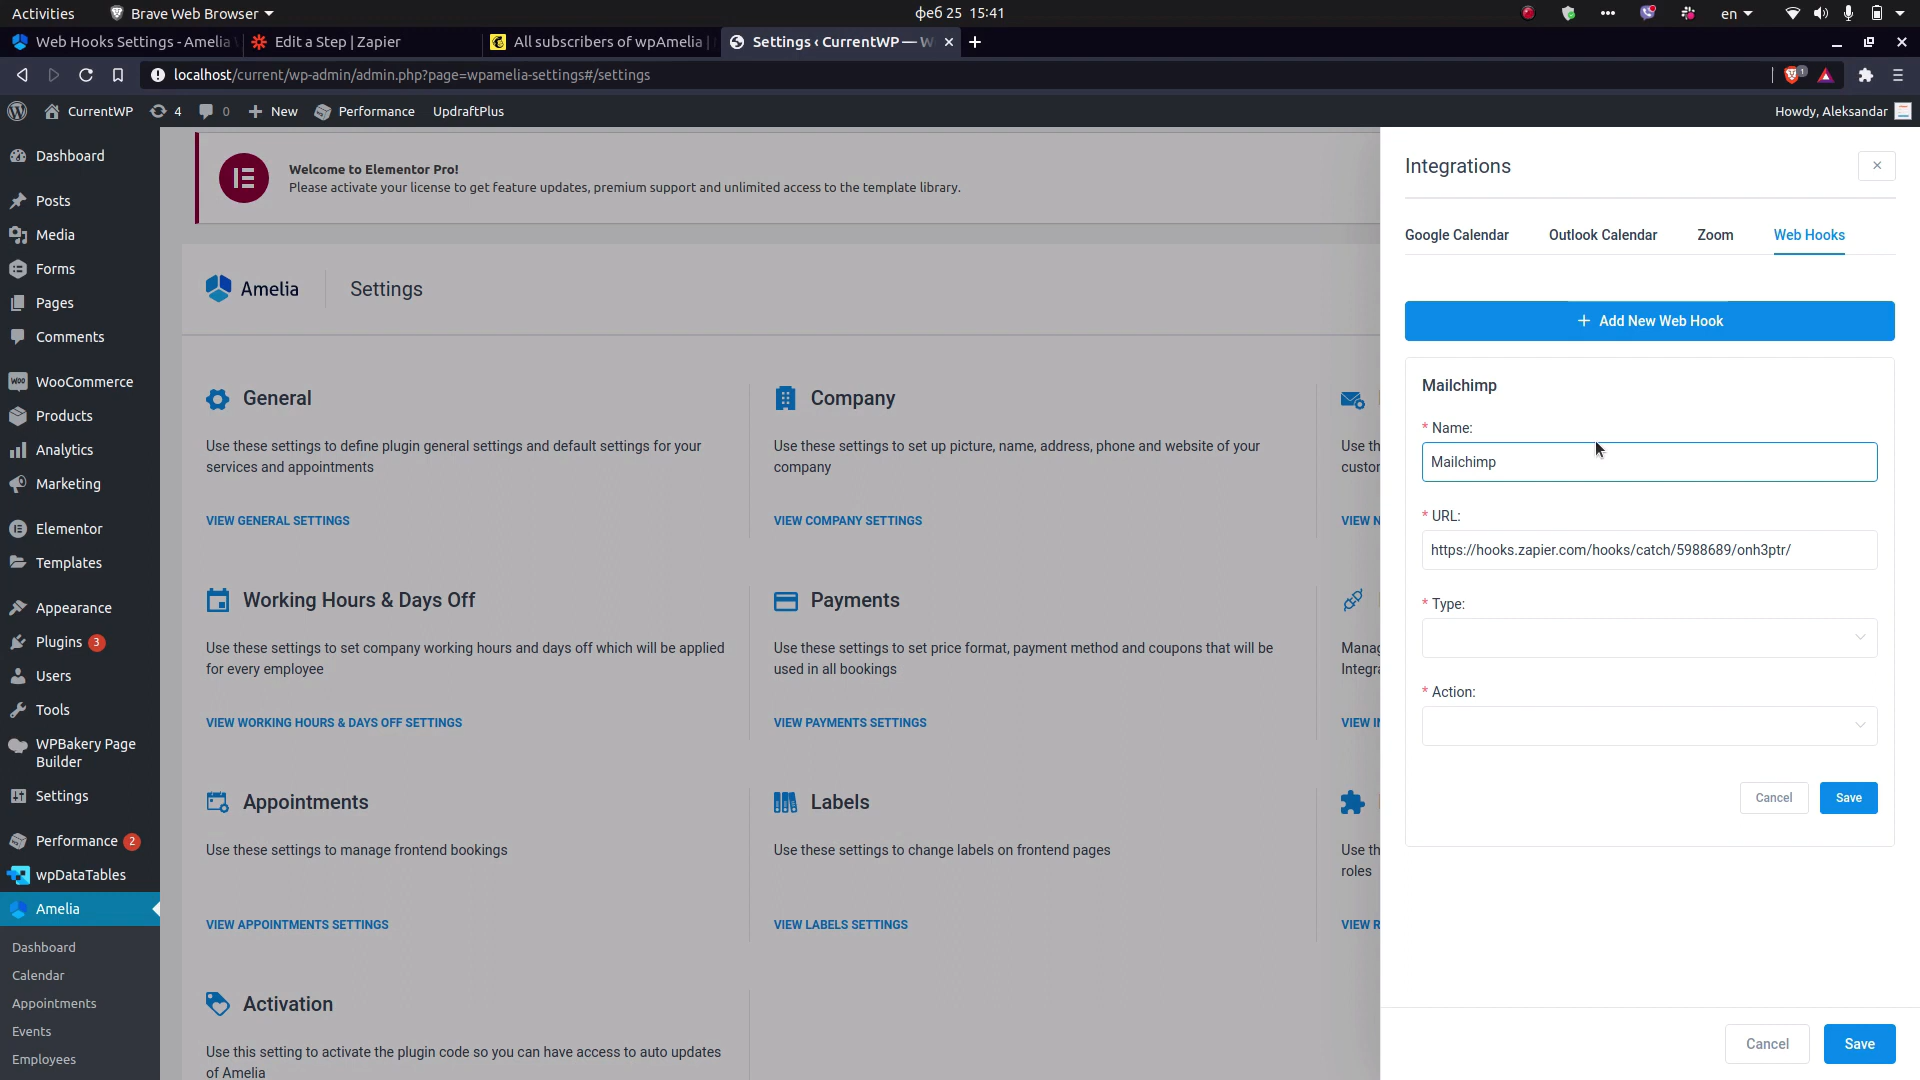 Activities
Brave Web Browser
феб 25 15:41
en
Web Hooks Settings - Amelia
Edit a Step | Zapier
All subscribers of wpAmelia |
Settings ‹ CurrentWP — W
localhost/current/wp-admin/admin.php?page=wpamelia-settings#/settings
1
CurrentWP
4
0
New
Performance
UpdraftPlus
Howdy, Aleksandar
Dashboard
Posts
Media
Forms
Pages
Comments
WooCommerce
Products
Analytics
Marketing
Elementor
Templates
Appearance
Plugins 3
Users
Tools
WPBakery Page
Builder
Settings
Performance 2
wpDataTables
Amelia
Dashboard
Calendar
Appointments
Events
Employees
Welcome to Elementor Pro!
Please activate your license to get feature updates, premium support and unlimited access to the template library.
Amelia
Settings
General
Use these settings to define plugin general settings and default settings for your
services and appointments
VIEW GENERAL SETTINGS
Company
Use these settings to set up picture, name, address, phone and website of your
company
VIEW COMPANY SETTINGS
Use th
custor
VIEW N
Working Hours & Days Off
Use these settings to set company working hours and days off which will be applied
for every employee
VIEW WORKING HOURS & DAYS OFF SETTINGS
Payments
Use these settings to set price format, payment method and coupons that will be
used in all bookings
VIEW PAYMENTS SETTINGS
Manag
Integra
VIEW I
Appointments
Use these settings to manage frontend bookings
VIEW APPOINTMENTS SETTINGS
Labels
Use these settings to change labels on frontend pages
VIEW LABELS SETTINGS
Use th
roles
VIEW R
Activation
Use this setting to activate the plugin code so you can have access to auto updates
of Amelia
Integrations
Google Calendar
Outlook Calendar
Zoom
Web Hooks
Add New Web Hook
Mailchimp
* Name:
Mailchimp
* URL:
https://hooks.zapier.com/hooks/catch/5988689/onh3ptr/
* Type:
* Action:
Cancel
Save
Cancel
Save